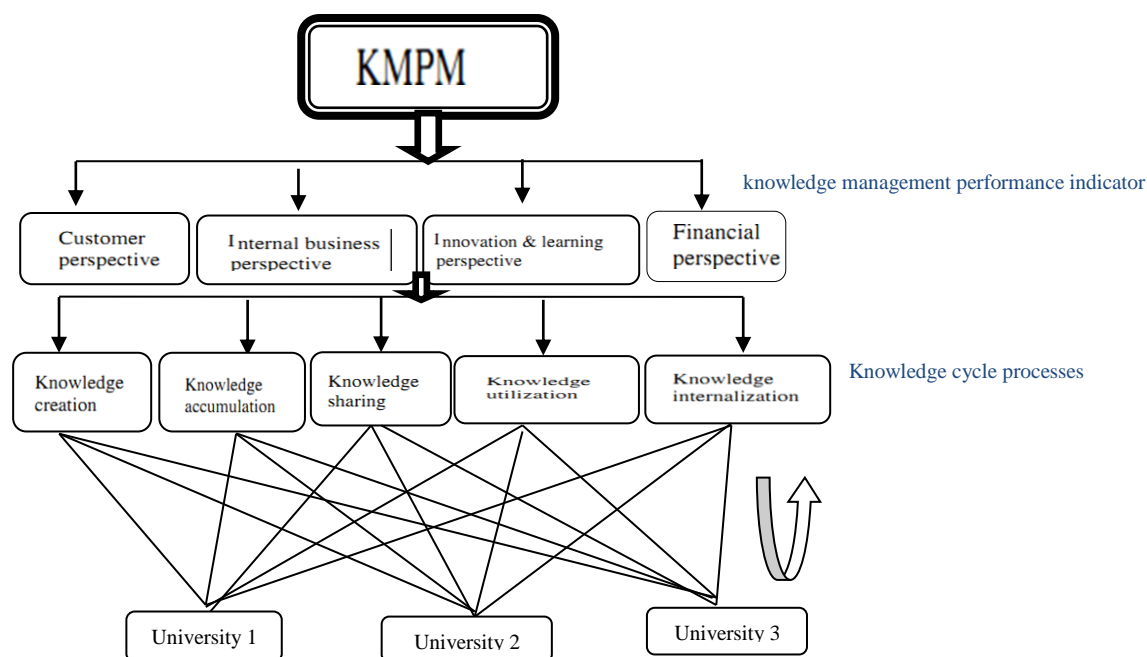 KMPM
knowledge management performance indicator
Customer
perspective
Internal business
perspective
Innovation & learning
perspective
Financial
perspective
Knowledge
creation
Knowledge
accumulation
Knowledge
sharing
Knowledge
utilization
Knowledge
internalization
Knowledge cycle processes
University 1
University 2
University 3